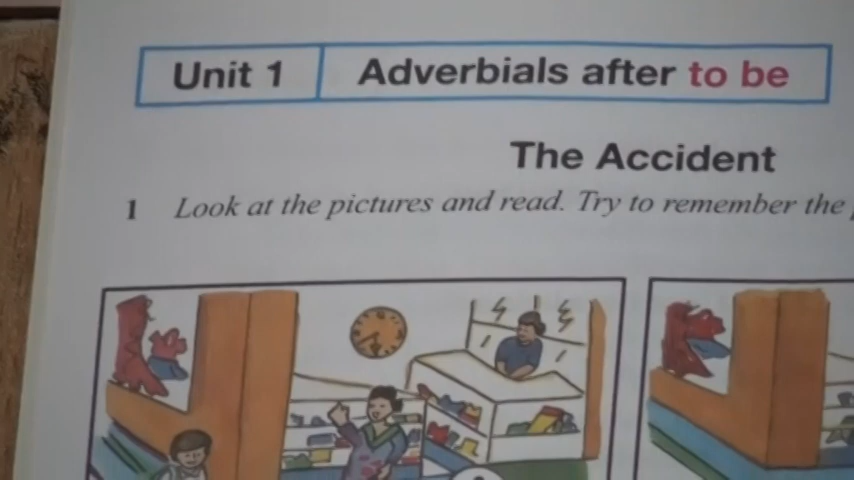 Unit 1 Adverbials after to be
The Accident
1 Look at the pictures and read. Try to remember the